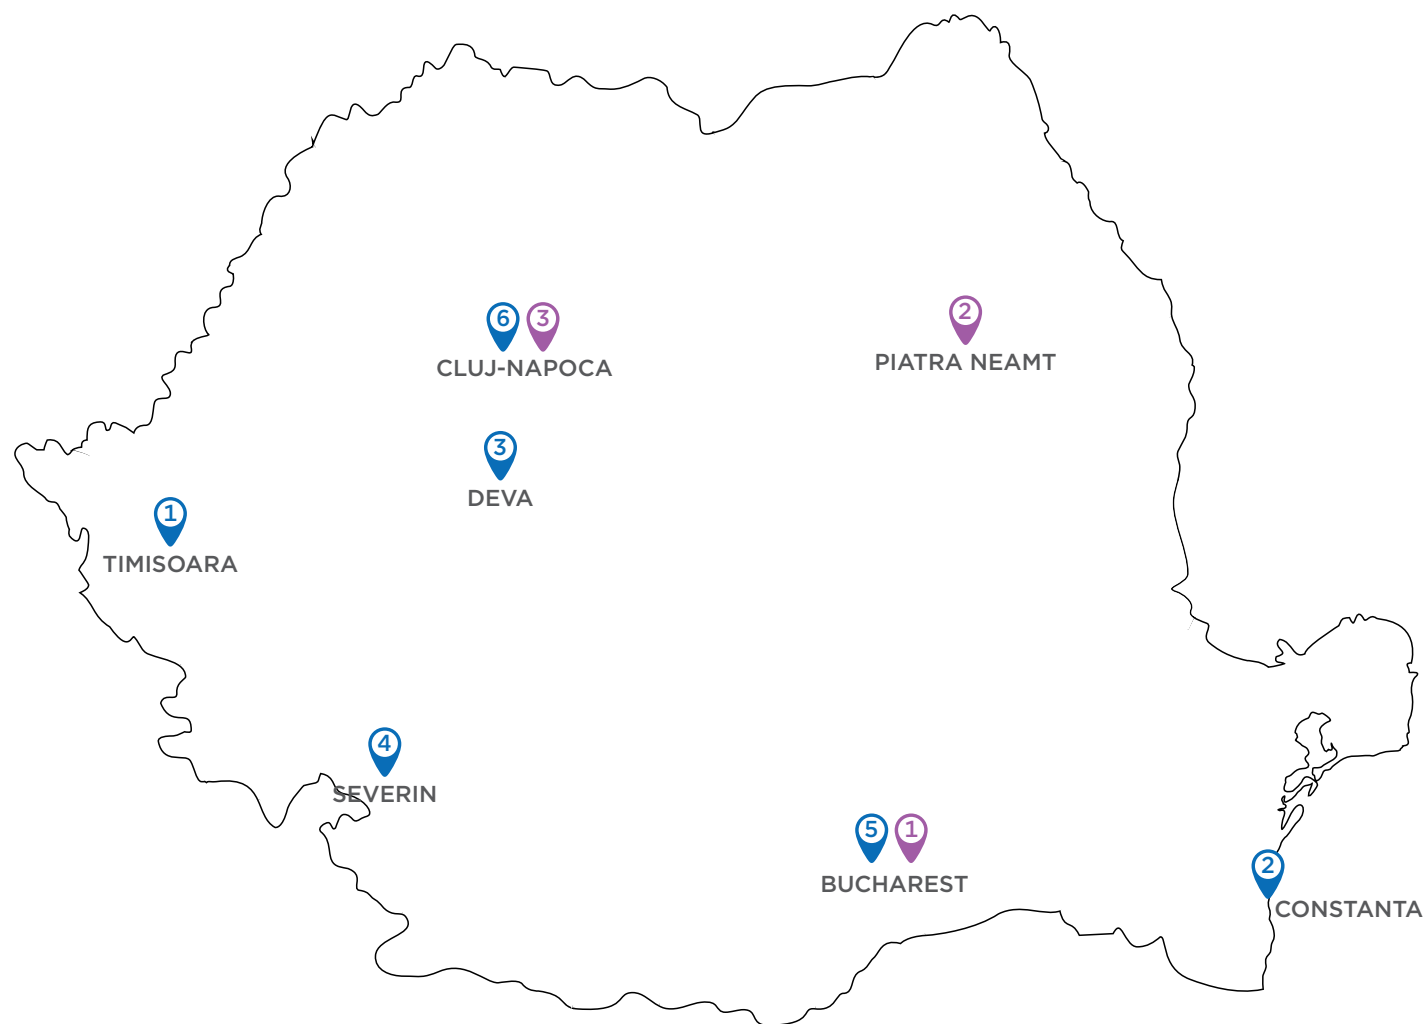 6 3
CLUJ-NAPOCA
2
PIATRA NEAMT
3
DEVA
1
TIMISOARA
4
SEVERIN
5 1
BUCHAREST
2
CONSTANTA